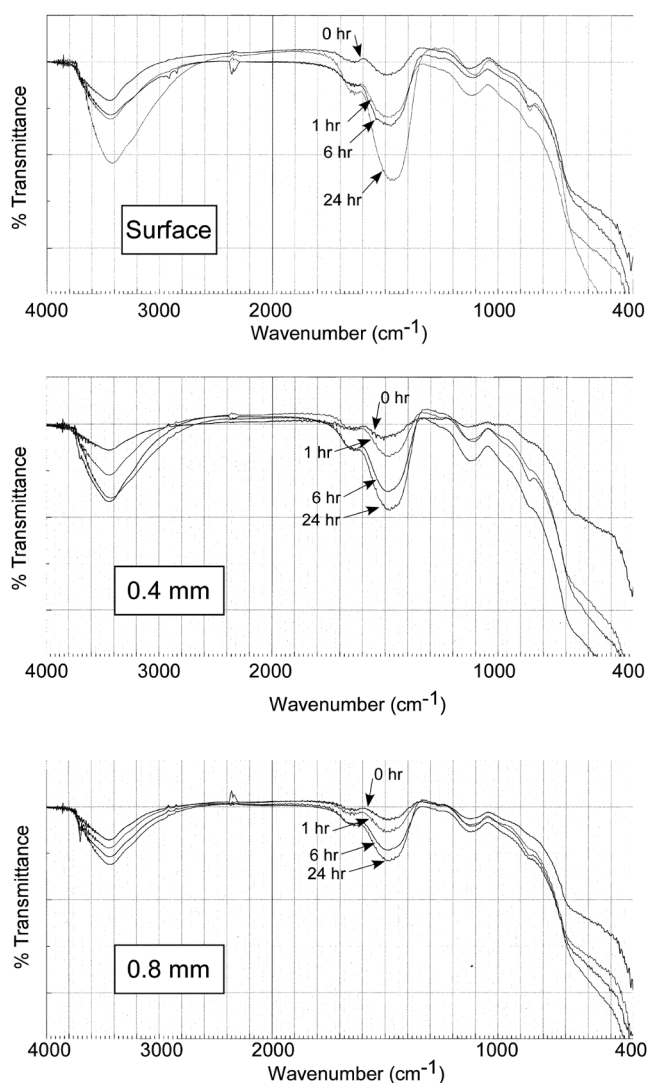 0 hr
1 hr
6 hr
24 hr
% Transmittance
Surface
4000 3000 2000 1000 400
Wavenumber (cm-1)
0 hr
1 hr
6 hr
24 hr
% Transmittance
0.4 mm
4000 3000 2000 1000 400
Wavenumber (cm-1)
0 hr
1 hr
6 hr
24 hr
% Transmittance
0.8 mm
4000 3000 2000 1000 400
Wavenumber (cm-1)